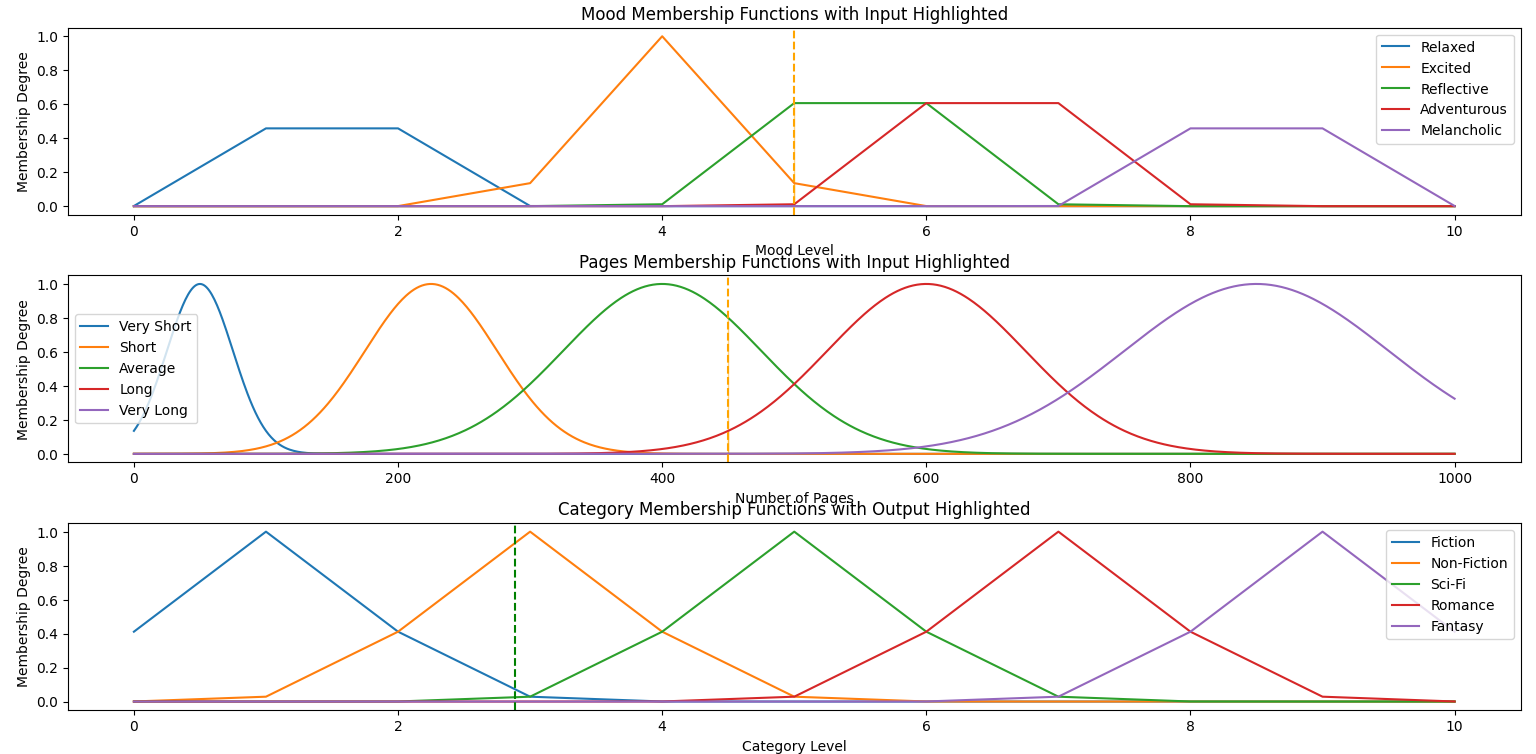 Mood Membership Functions with Input Highlighted
Membership Degree
1.0
0.8
0.6
0.4
0.2
0.0
Relaxed
Excited
Reflective
Adventurous
Melancholic
0 2 4 6 8 10
Mood Level
Pages Membership Functions with Input Highlighted
Membership Degree
1.0
0.8
0.6
0.4
0.2
0.0
Very Short
Short
Average
Long
Very Long
0 200 400 600 800 1000
Number of Pages
Category Membership Functions with Output Highlighted
Membership Degree
1.0
0.8
0.6
0.4
0.2
0.0
Fiction
Non-Fiction
Sci-Fi
Romance
Fantasy
0 2 4 6 8 10
Category Level